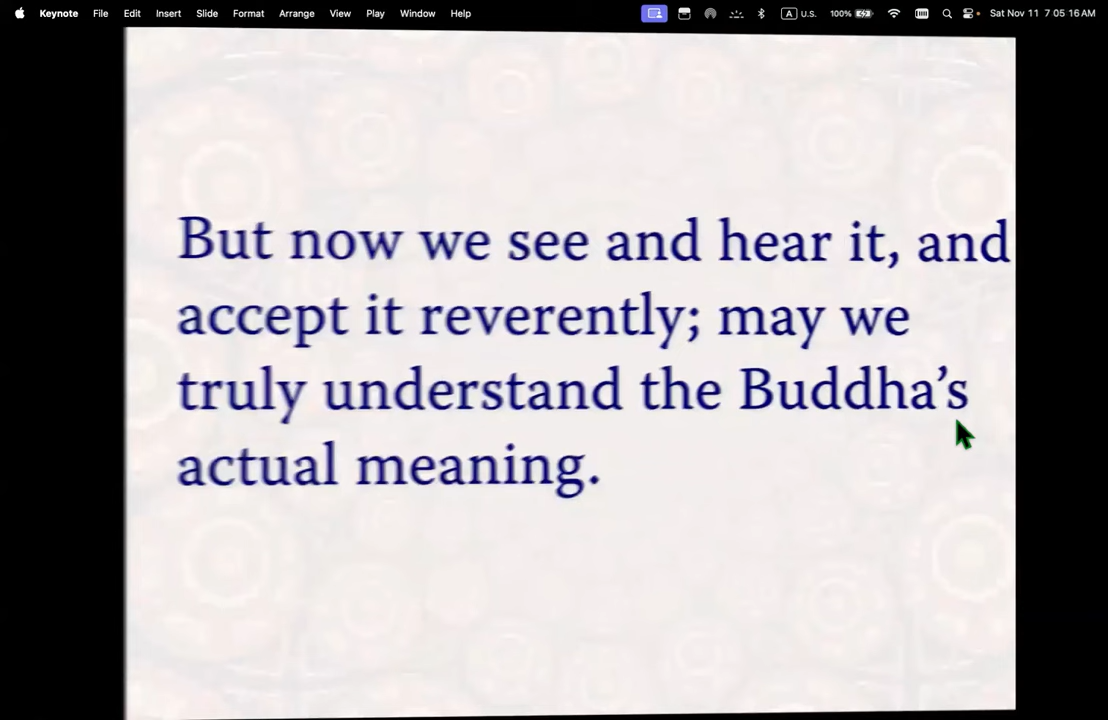 Keynote File Edit Insert Slide Format Arrange View Play Window Help A U.S. 100% Sat Nov 11 7 05 16 AM
But now we see and hear it, and
accept it reverently; may we
truly understand the Buddha’s
actual meaning.